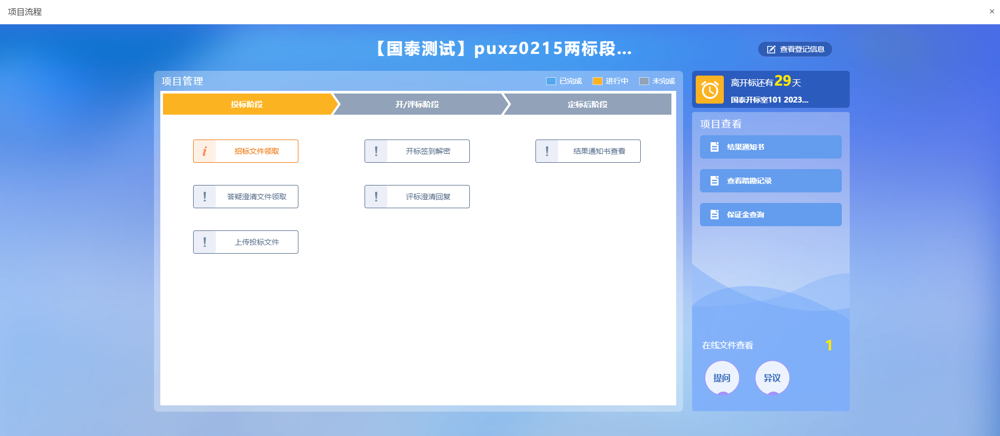 项目流程
×
【国泰测试】puxz0215两标段...
查看登记信息
项目管理
已完成 进行中 未完成
投标阶段 开/评标阶段 定标后阶段
i 招标文件领取
! 开标签到解密
! 结果通知书查看
! 答疑澄清文件领取
! 评标澄清回复
! 上传投标文件
离开标还有29天
国泰开标室101 2023...
项目查看
结果通知书
查看踏勘记录
保证金查询
在线文件查看 1
提问 异议